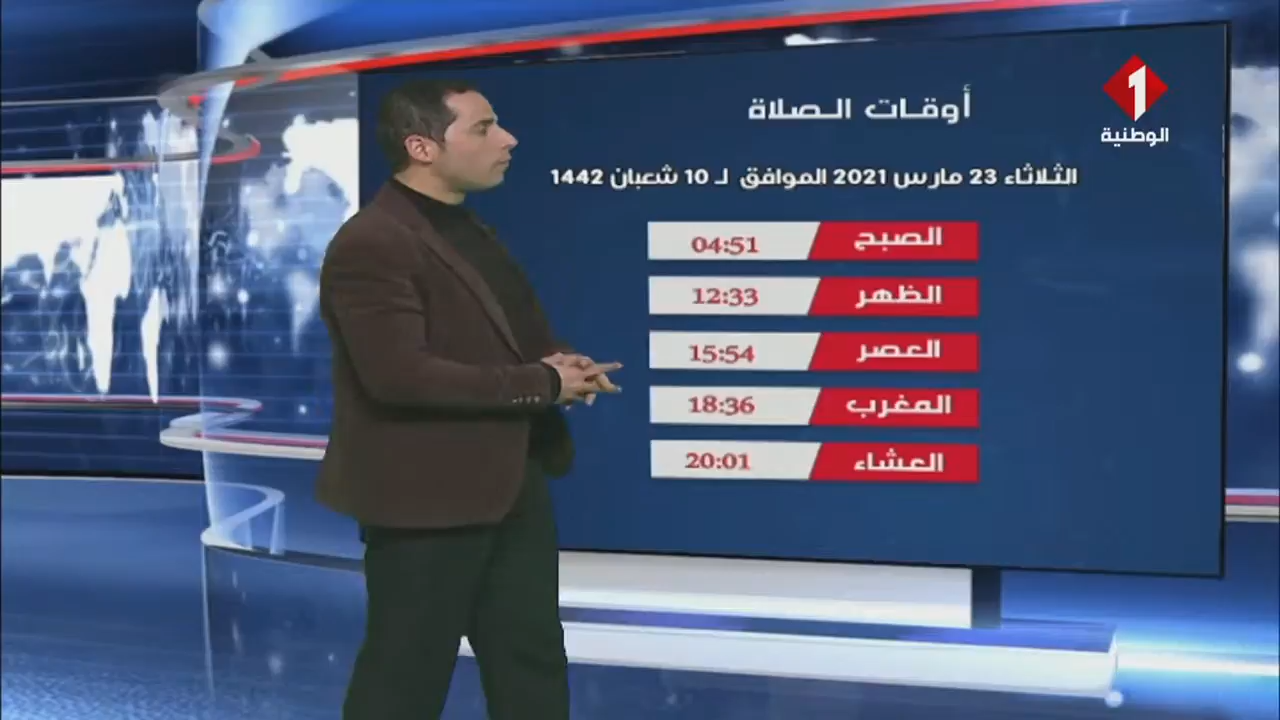 أوقات الصلاة
1
الوطنية
الثلاثاء 23 مارس 2021 الموافق لـ 10 شعبان 1442
الصبح 04:51
الظهر 12:33
العصر 15:54
المغرب 18:36
العشاء 20:01